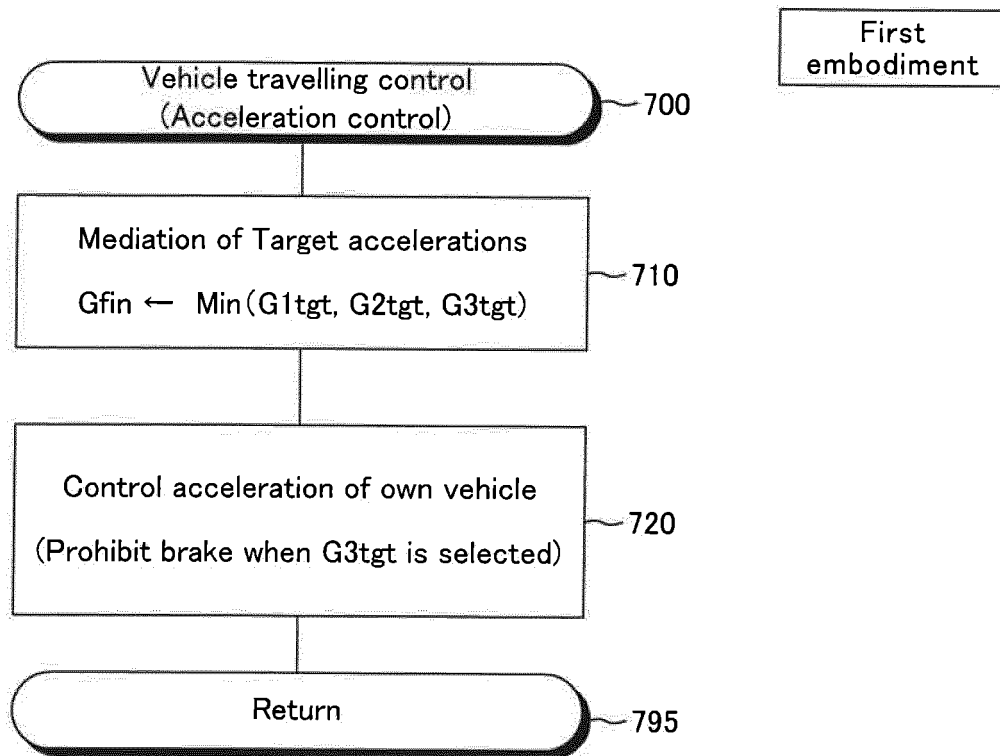 First
embodiment
Vehicle travelling control
(Acceleration control)
700
Mediation of Target accelerations
Gfin ← Min(G1tgt, G2tgt, G3tgt)
710
Control acceleration of own vehicle
(Prohibit brake when G3tgt is selected)
720
Return
795